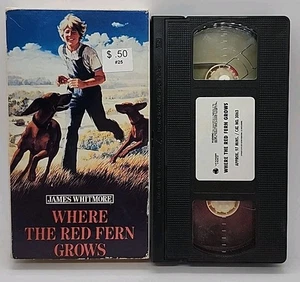 $ .50
#25
JAMES WHITMORE
WHERE
THE RED FERN
GROWS
WHERE THE RED FERN GROWS